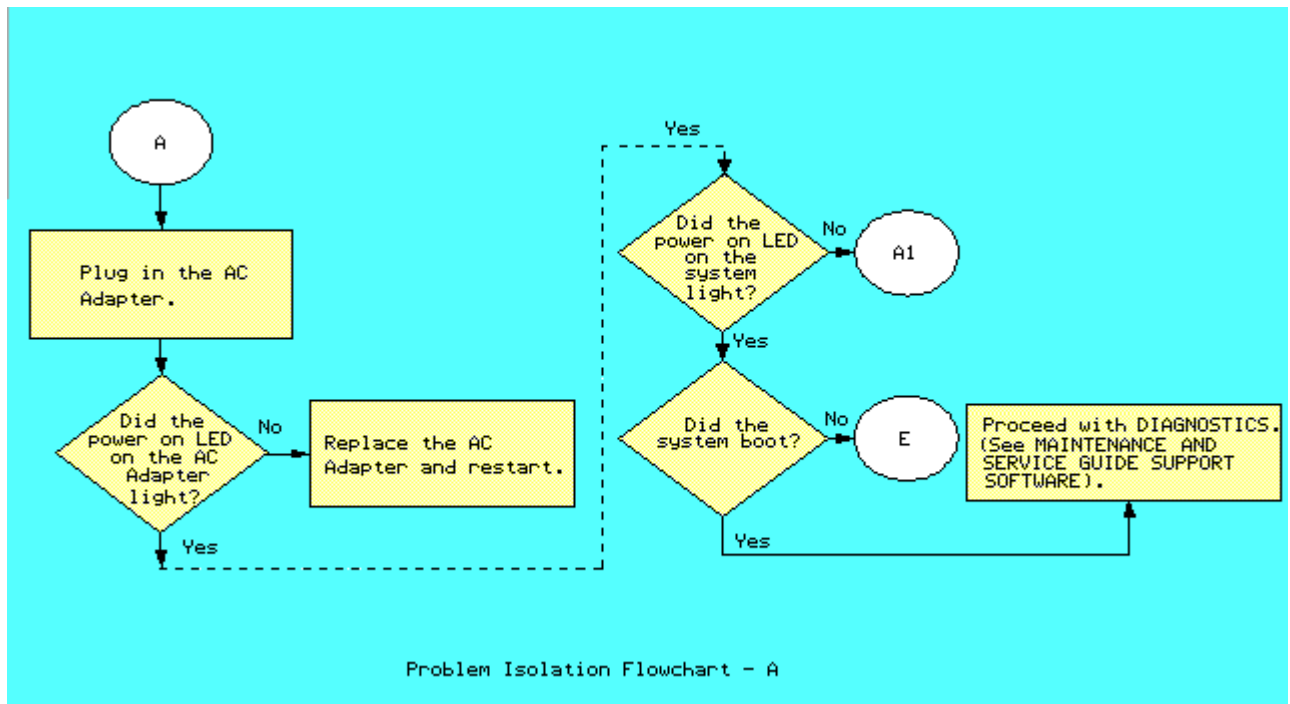 A
Plug in the AC
Adapter.
Did the
power on LED
on the AC
Adapter
light?
No
Replace the AC
Adapter and restart.
Yes
Yes
Did the
power on LED
on the
system
light?
No
A1
Yes
Did the
system boot?
No
E
Yes
Proceed with DIAGNOSTICS.
(See MAINTENANCE AND
SERVICE GUIDE SUPPORT
SOFTWARE).
Problem Isolation Flowchart - A